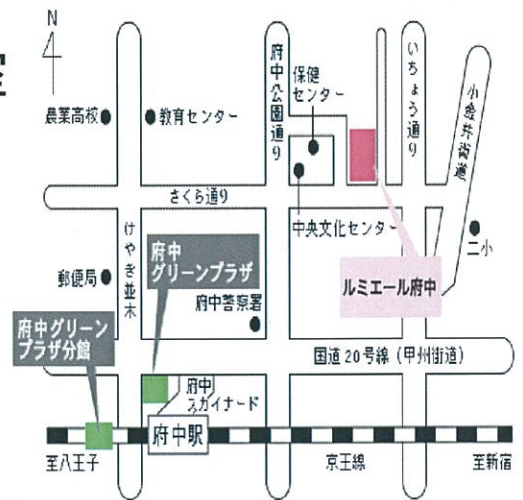 N
府中公園通り
いちょう通り
小金井街道
保健
センター
農業高校
教育センター
さくら通り
中央文化センター
二小
けやき並木
府中
グリーンプラザ
ルミエール府中
郵便局
府中警察署
府中グリーン
プラザ分館
国道20号線(甲州街道)
府中
スカイナード
府中駅
至八王子
京王線
至新宿